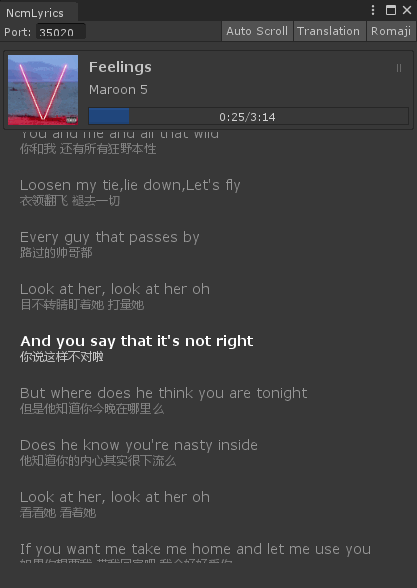 NcmLyrics
Port: 35020
Auto Scroll Translation Romaji
Feelings
Maroon 5
0:25/3:14
You and me and all that wild
你和我 还有所有狂野本性
Loosen my tie,lie down,Let's fly
衣领翻飞 褪去一切
Every guy that passes by
路过的帅哥都
Look at her, look at her oh
目不转睛盯着她 打量她
And you say that it's not right
你说这样不对啦
But where does he think you are tonight
但是他知道你今晚在哪里么
Does he know you're nasty inside
他知道你的内心其实很下流么
Look at her, look at her oh
看看她 看着她
If you want me take me home and let me use you